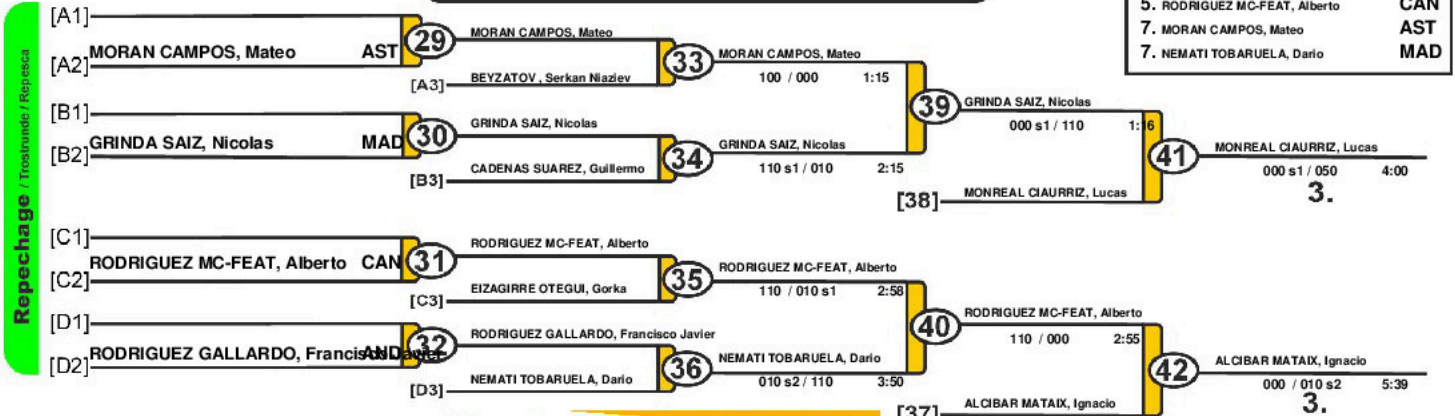 5. RODRIGUEZ MC-FEAT, Alberto CAN
7. MORAN CAMPOS, Mateo AST
7. NEMATI TOBARUELA, Dario MAD
Repechage / Trostrunde / Repesca
[A1]
[A2] MORAN CAMPOS, Mateo AST
29
MORAN CAMPOS, Mateo
[A3] BEYZATOV , Serkan Niaziev
33
MORAN CAMPOS, Mateo
100 / 000 1:15
[B1]
[B2] GRINDA SAIZ, Nicolas MAD
30
GRINDA SAIZ, Nicolas
[B3] CADENAS SUAREZ, Guillermo
34
GRINDA SAIZ, Nicolas
110 s1 / 010 2:15
39
GRINDA SAIZ, Nicolas
000 s1 / 110 1:16
[38] MONREAL CIAURRIZ, Lucas
41
MONREAL CIAURRIZ, Lucas
000 s1 / 050 4:00
3.
[C1]
[C2] RODRIGUEZ MC-FEAT, Alberto CAN
31
RODRIGUEZ MC-FEAT, Alberto
[C3] EIZAGIRRE OTEGUI, Gorka
35
RODRIGUEZ MC-FEAT, Alberto
110 / 010 s1 2:58
[D1]
[D2] RODRIGUEZ GALLARDO, Francisco Javier AND
32
RODRIGUEZ GALLARDO, Francisco Javier
[D3] NEMATI TOBARUELA, Dario
36
NEMATI TOBARUELA, Dario
010 s2 / 110 3:50
40
RODRIGUEZ MC-FEAT, Alberto
110 / 000 2:55
[37] ALCIBAR MATAIX, Ignacio
42
ALCIBAR MATAIX, Ignacio
000 / 010 s2 5:39
3.